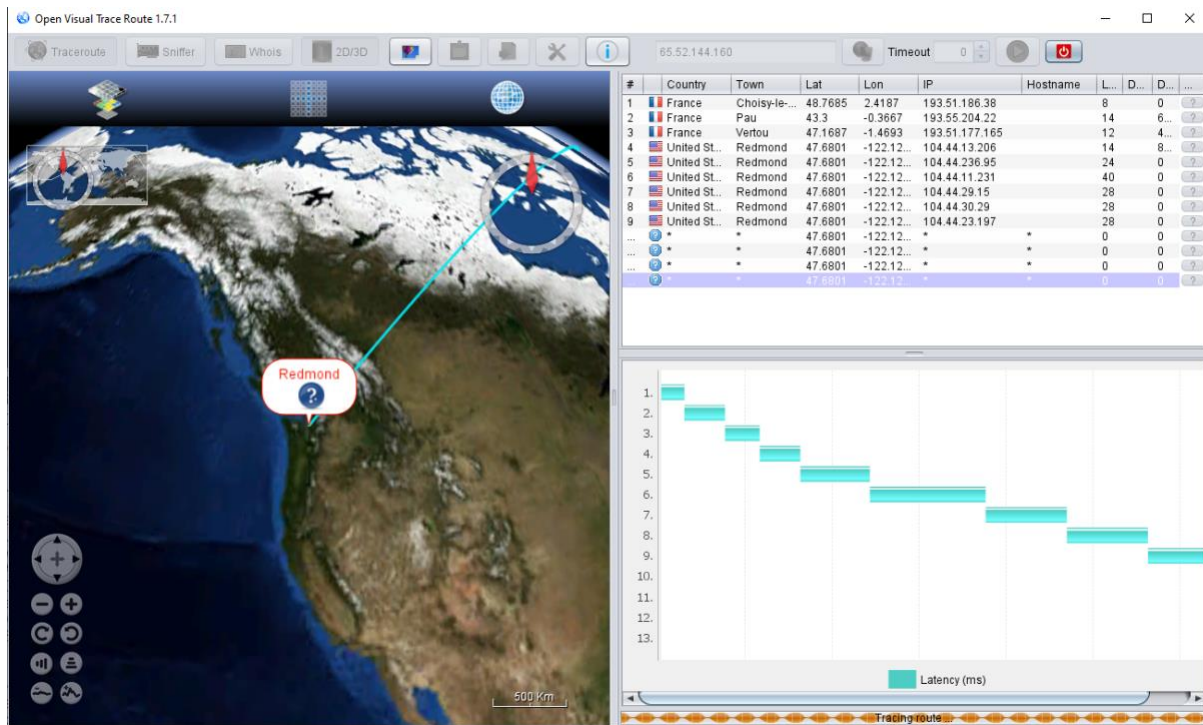 Open Visual Trace Route 1.7.1
Traceroute Sniffer Whois 2D/3D 65.52.144.160 Timeout 0
# Country Town Lat Lon IP Hostname L... D... D... ...
1 France Choisy-le-... 48.7685 2.4187 193.51.186.38 8 0 ?
2 France Pau 43.3 -0.3667 193.55.204.22 14 6... ?
3 France Vertou 47.1687 -1.4693 193.51.177.165 12 4... ?
4 United St... Redmond 47.6801 -122.12... 104.44.13.206 14 8... ?
5 United St... Redmond 47.6801 -122.12... 104.44.236.95 24 0 ?
6 United St... Redmond 47.6801 -122.12... 104.44.11.231 40 0 ?
7 United St... Redmond 47.6801 -122.12... 104.44.29.15 28 0 ?
8 United St... Redmond 47.6801 -122.12... 104.44.30.29 28 0 ?
9 United St... Redmond 47.6801 -122.12... 104.44.23.197 28 0 ?
... ? * * 47.6801 -122.12... * * 0 0 ?
... ? * * 47.6801 -122.12... * * 0 0 ?
... ? * * 47.6801 -122.12... * * 0 0 ?
... ? * * 47.6801 -122.12... * * 0 0 ?
Redmond
?
500 Km
1.
2.
3.
4.
5.
6.
7.
8.
9.
10.
11.
12.
13.
Latency (ms)
Tracing route ...